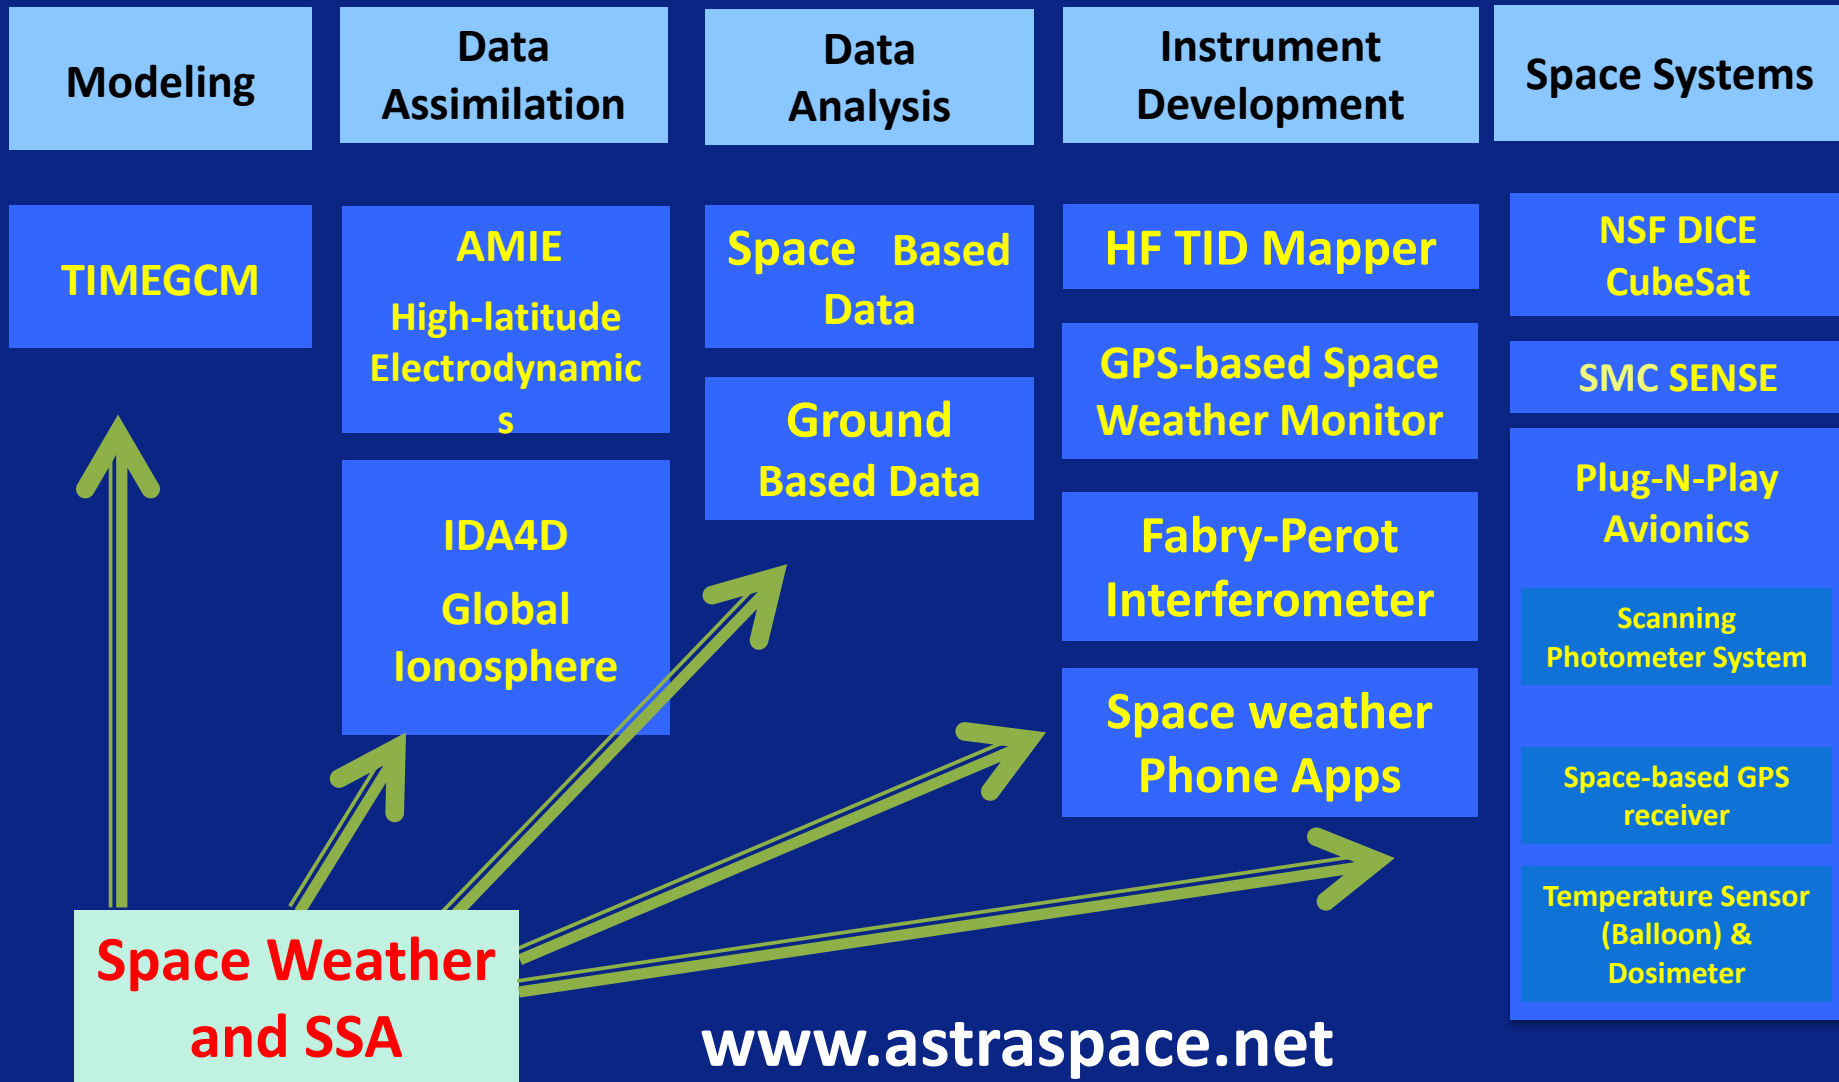 Modeling
Data
Assimilation
Data
Analysis
Instrument
Development
Space Systems
TIMEGCM
AMIE
High-latitude
Electrodynamic
s
IDA4D
Global
Ionosphere
Space Based
Data
Ground
Based Data
HF TID Mapper
GPS-based Space
Weather Monitor
Fabry-Perot
Interferometer
Space weather
Phone Apps
NSF DICE
CubeSat
SMC SENSE
Plug-N-Play
Avionics
Scanning
Photometer System
Space-based GPS
receiver
Temperature Sensor
(Balloon) &
Dosimeter
Space Weather
and SSA
www.astraspace.net